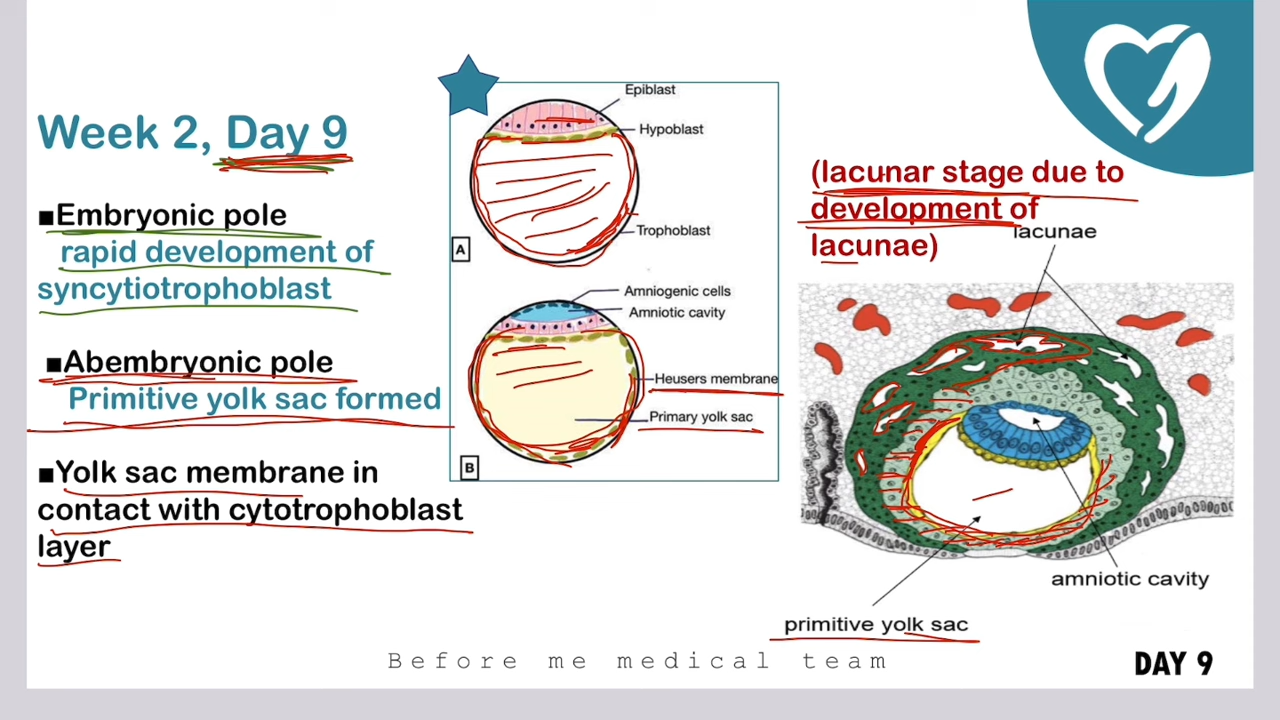 Week 2, Day 9
■Embryonic pole
rapid development of
syncytiotrophoblast
■Abembryonic pole
Primitive yolk sac formed
■Yolk sac membrane in
contact with cytotrophoblast
layer
Epiblast
Hypoblast
Trophoblast
A
Amniogenic cells
Amniotic cavity
Heusers membrane
Primary yolk sac
B
(lacunar stage due to
development of
lacunae)
lacunae
amniotic cavity
primitive yolk sac
Before me medical team
DAY 9